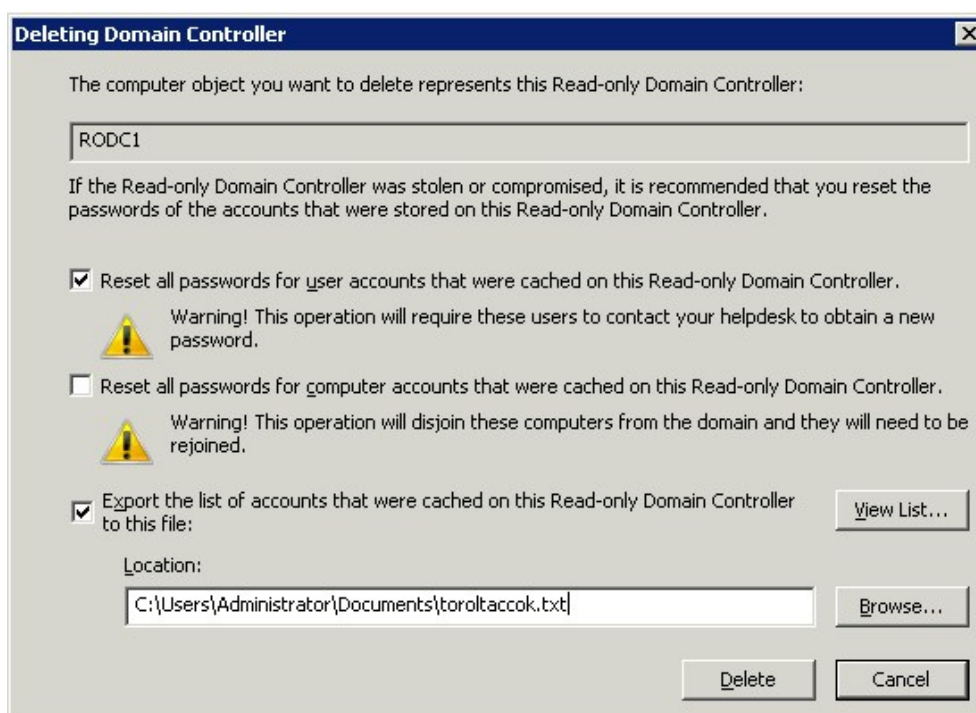 Deleting Domain Controller
The computer object you want to delete represents this Read-only Domain Controller:
RODC1
If the Read-only Domain Controller was stolen or compromised, it is recommended that you reset the
passwords of the accounts that were stored on this Read-only Domain Controller.
Reset all passwords for user accounts that were cached on this Read-only Domain Controller.
Warning! This operation will require these users to contact your helpdesk to obtain a new
password.
Reset all passwords for computer accounts that were cached on this Read-only Domain Controller.
Warning! This operation will disjoin these computers from the domain and they will need to be
rejoined.
Export the list of accounts that were cached on this Read-only Domain Controller
to this file:
View List...
Location:
C:\Users\Administrator\Documents\toroltaccok.txt
Browse...
Delete
Cancel